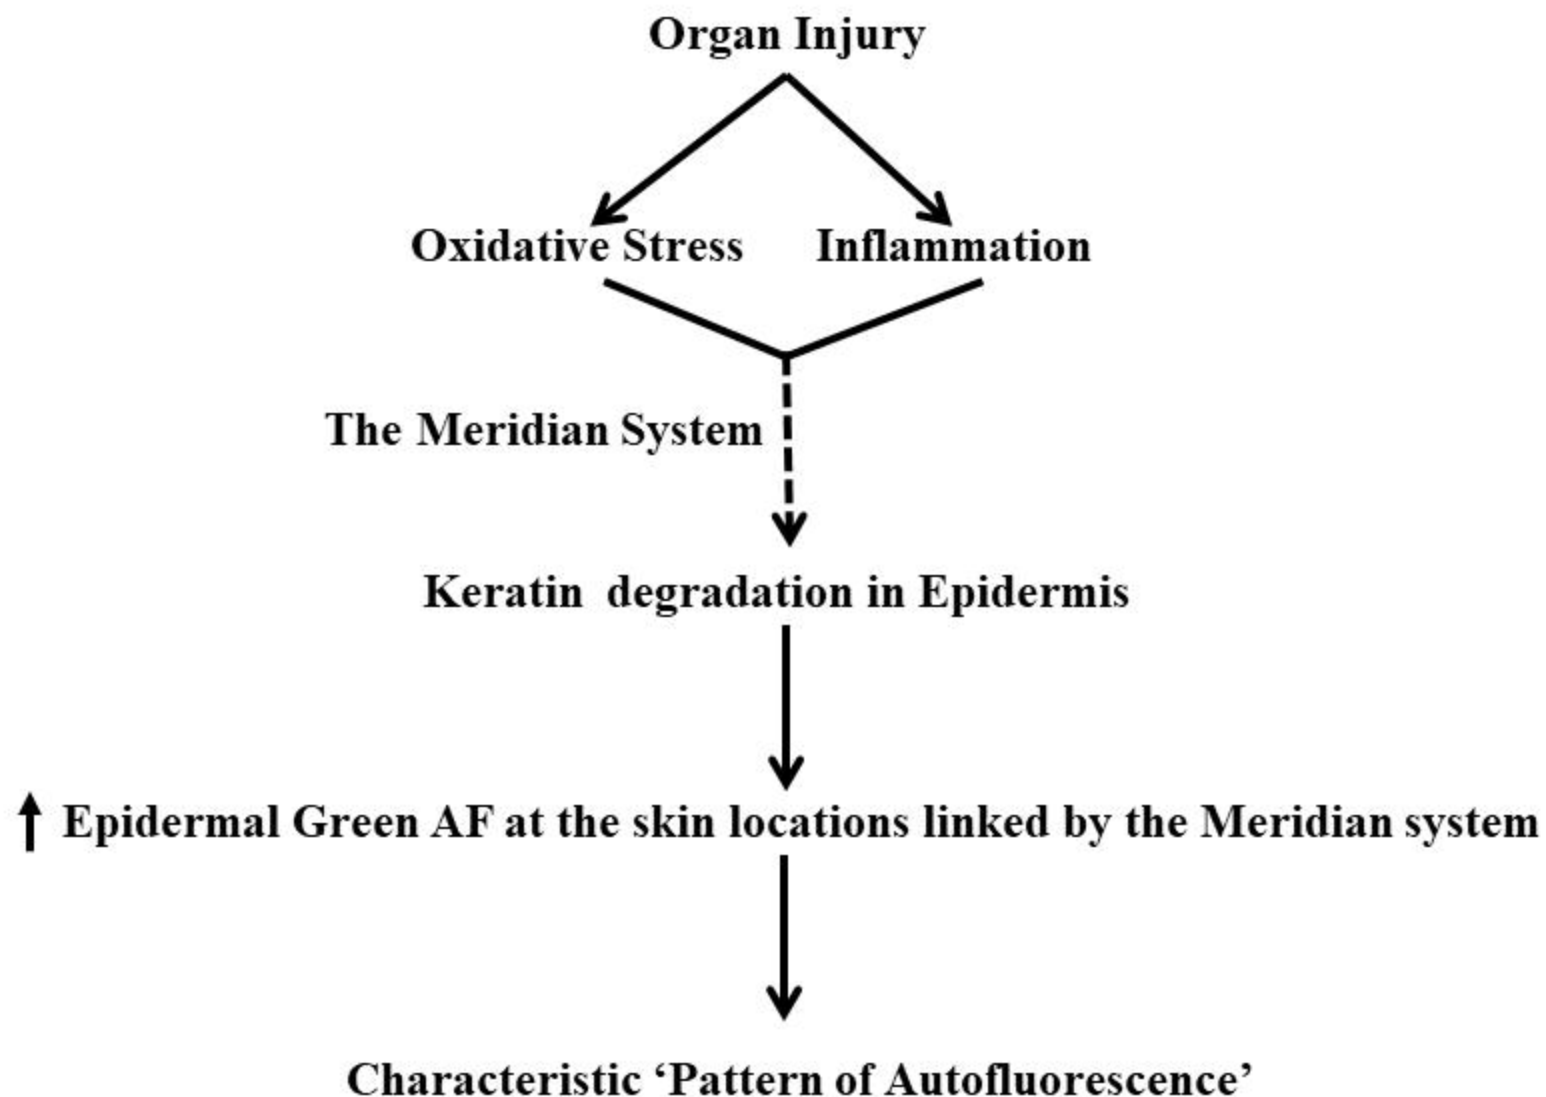 Organ Injury
Oxidative Stress Inflammation
The Meridian System
Keratin degradation in Epidermis
Epidermal Green AF at the skin locations linked by the Meridian system
Characteristic ‘Pattern of Autofluorescence’